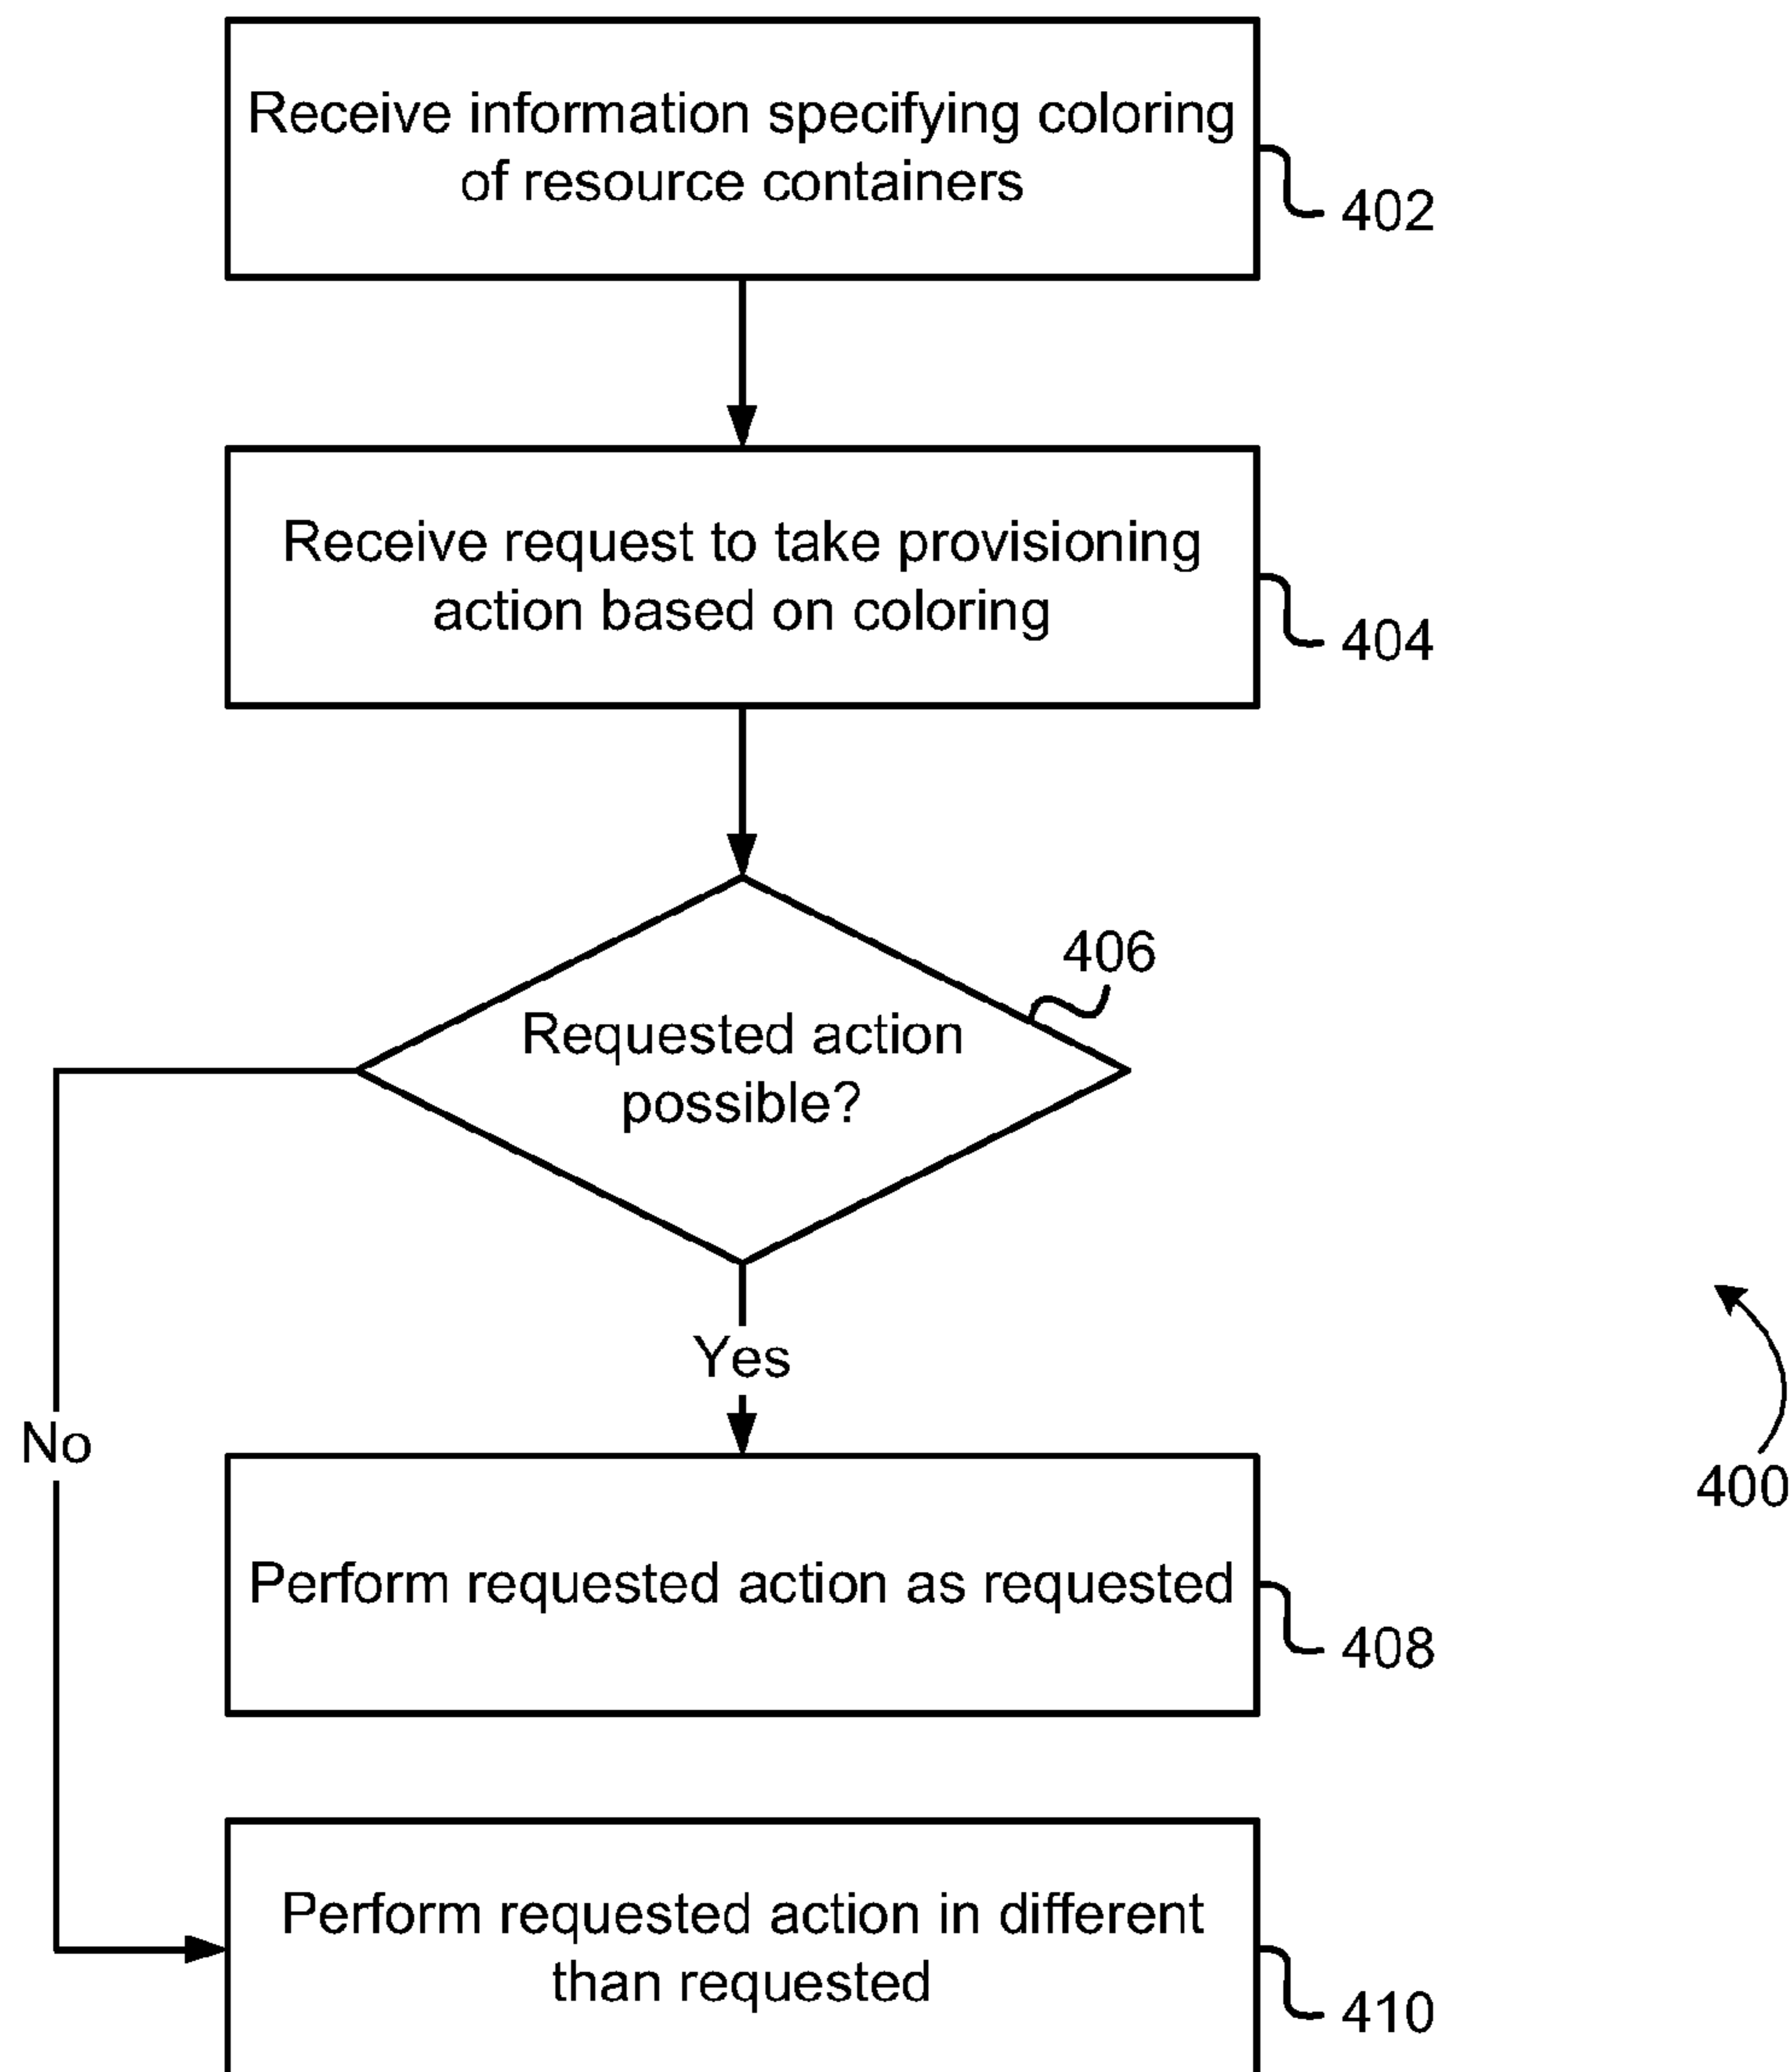 Receive information specifying coloring
of resource containers
402
Receive request to take provisioning
action based on coloring
404
406
Requested action
possible?
Yes
No
400
Perform requested action as requested
408
Perform requested action in different
than requested
410